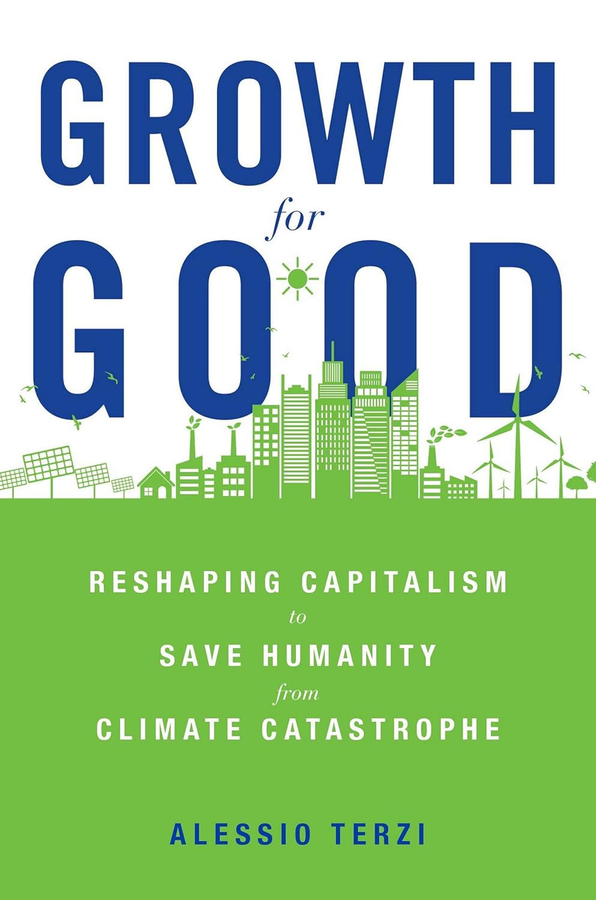 GROWTH
for
GOOD
RESHAPING CAPITALISM
to
SAVE HUMANITY
from
CLIMATE CATASTROPHE
ALESSIO TERZI